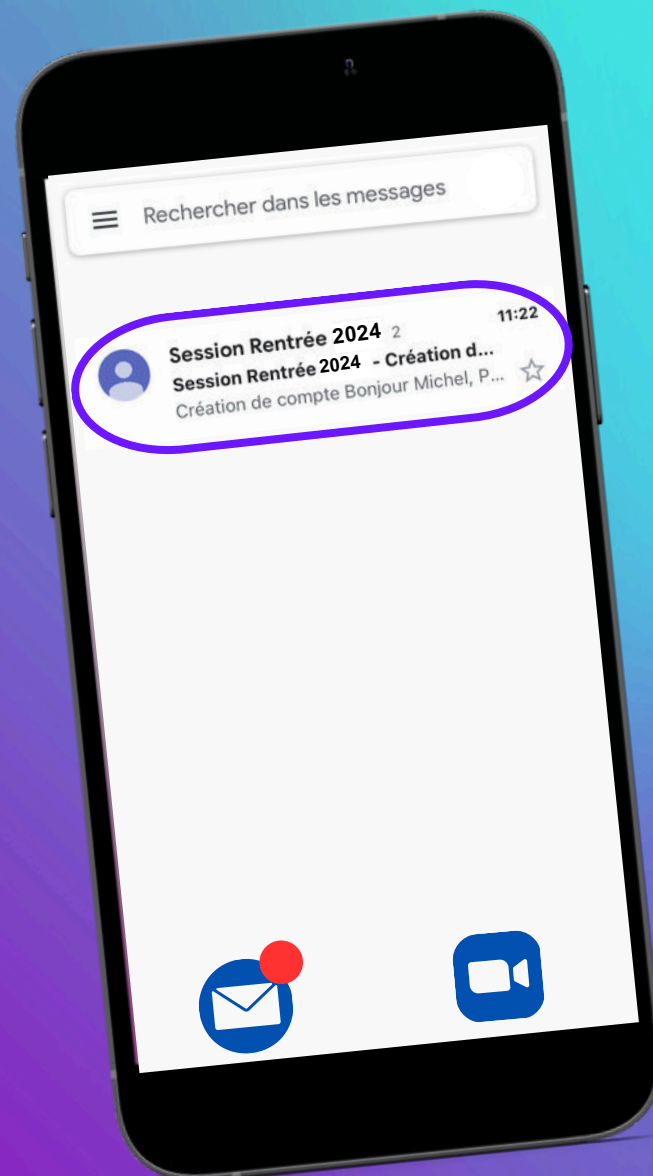 Rechercher dans les messages
Session Rentrée 2024 2
11:22
Session Rentrée 2024 - Création d...
Création de compte Bonjour Michel, P...